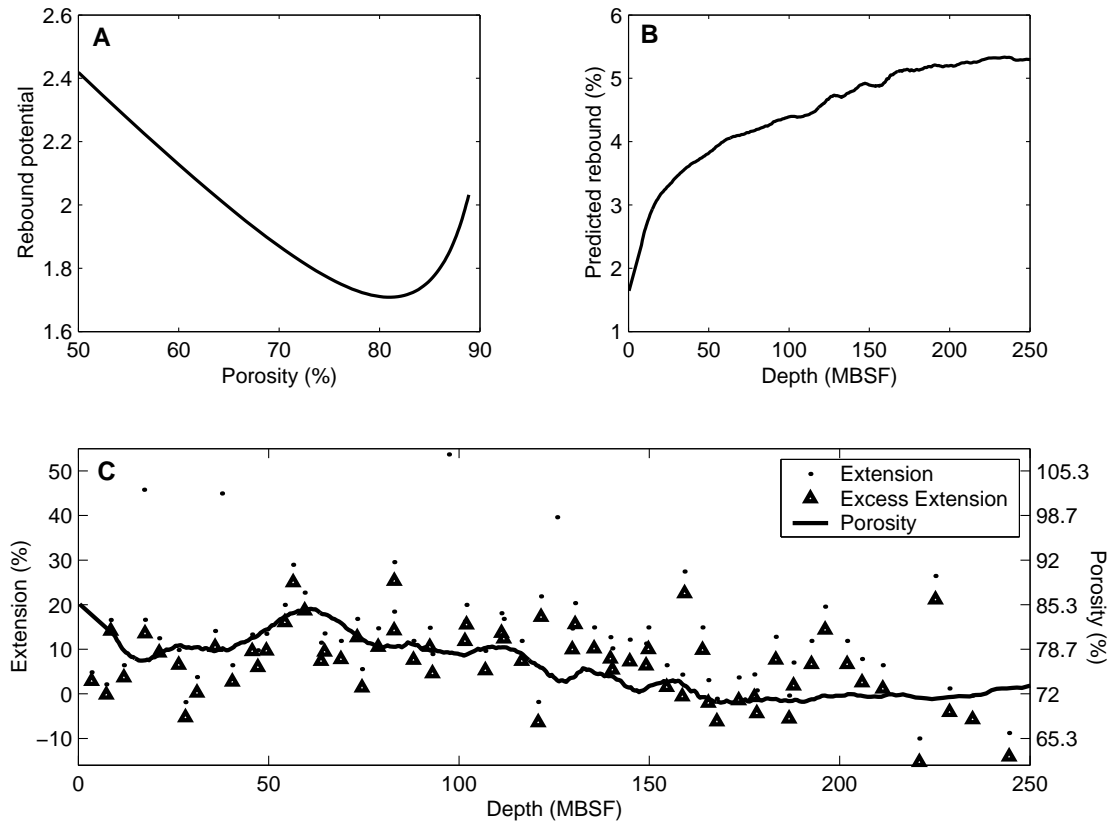 A
2.6
2.4
2.2
2
1.8
1.6
Rebound potential
50 60 70 80 90
Porosity (%)
B
6
5
4
3
2
1
Predicted rebound (%)
0 50 100 150 200 250
Depth (MBSF)
C
50
40
30
20
10
0
−10
Extension (%)
Extension
Excess Extension
Porosity
105.3
98.7
92
85.3
78.7
72
65.3
Porosity (%)
0 50 100 150 200 250
Depth (MBSF)